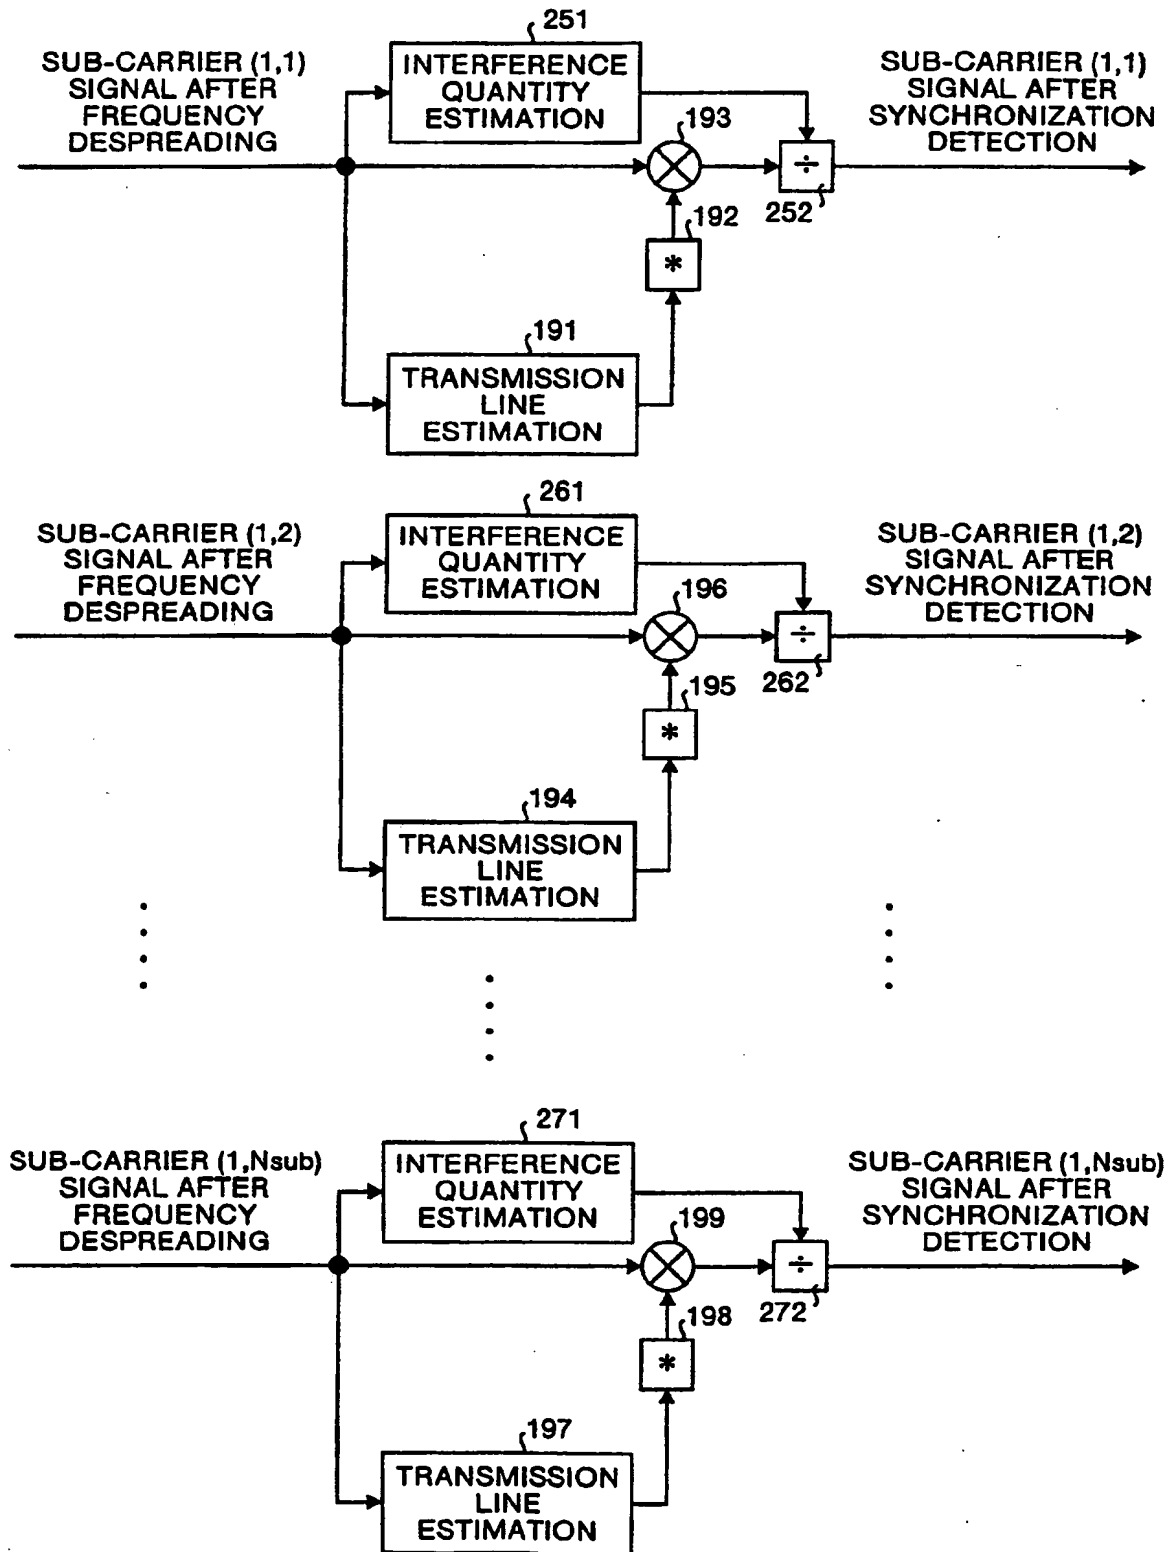 251
SUB-CARRIER (1,1)
SIGNAL AFTER
FREQUENCY
DESPREADING
INTERFERENCE
QUANTITY
ESTIMATION
SUB-CARRIER (1,1)
SIGNAL AFTER
SYNCHRONIZATION
DETECTION
193
÷
252
192
*
191
TRANSMISSION
LINE
ESTIMATION
261
SUB-CARRIER (1,2)
SIGNAL AFTER
FREQUENCY
DESPREADING
INTERFERENCE
QUANTITY
ESTIMATION
SUB-CARRIER (1,2)
SIGNAL AFTER
SYNCHRONIZATION
DETECTION
196
÷
262
195
*
194
TRANSMISSION
LINE
ESTIMATION
271
SUB-CARRIER (1,Nsub)
SIGNAL AFTER
FREQUENCY
DESPREADING
INTERFERENCE
QUANTITY
ESTIMATION
SUB-CARRIER (1,Nsub)
SIGNAL AFTER
SYNCHRONIZATION
DETECTION
199
÷
272
198
*
197
TRANSMISSION
LINE
ESTIMATION